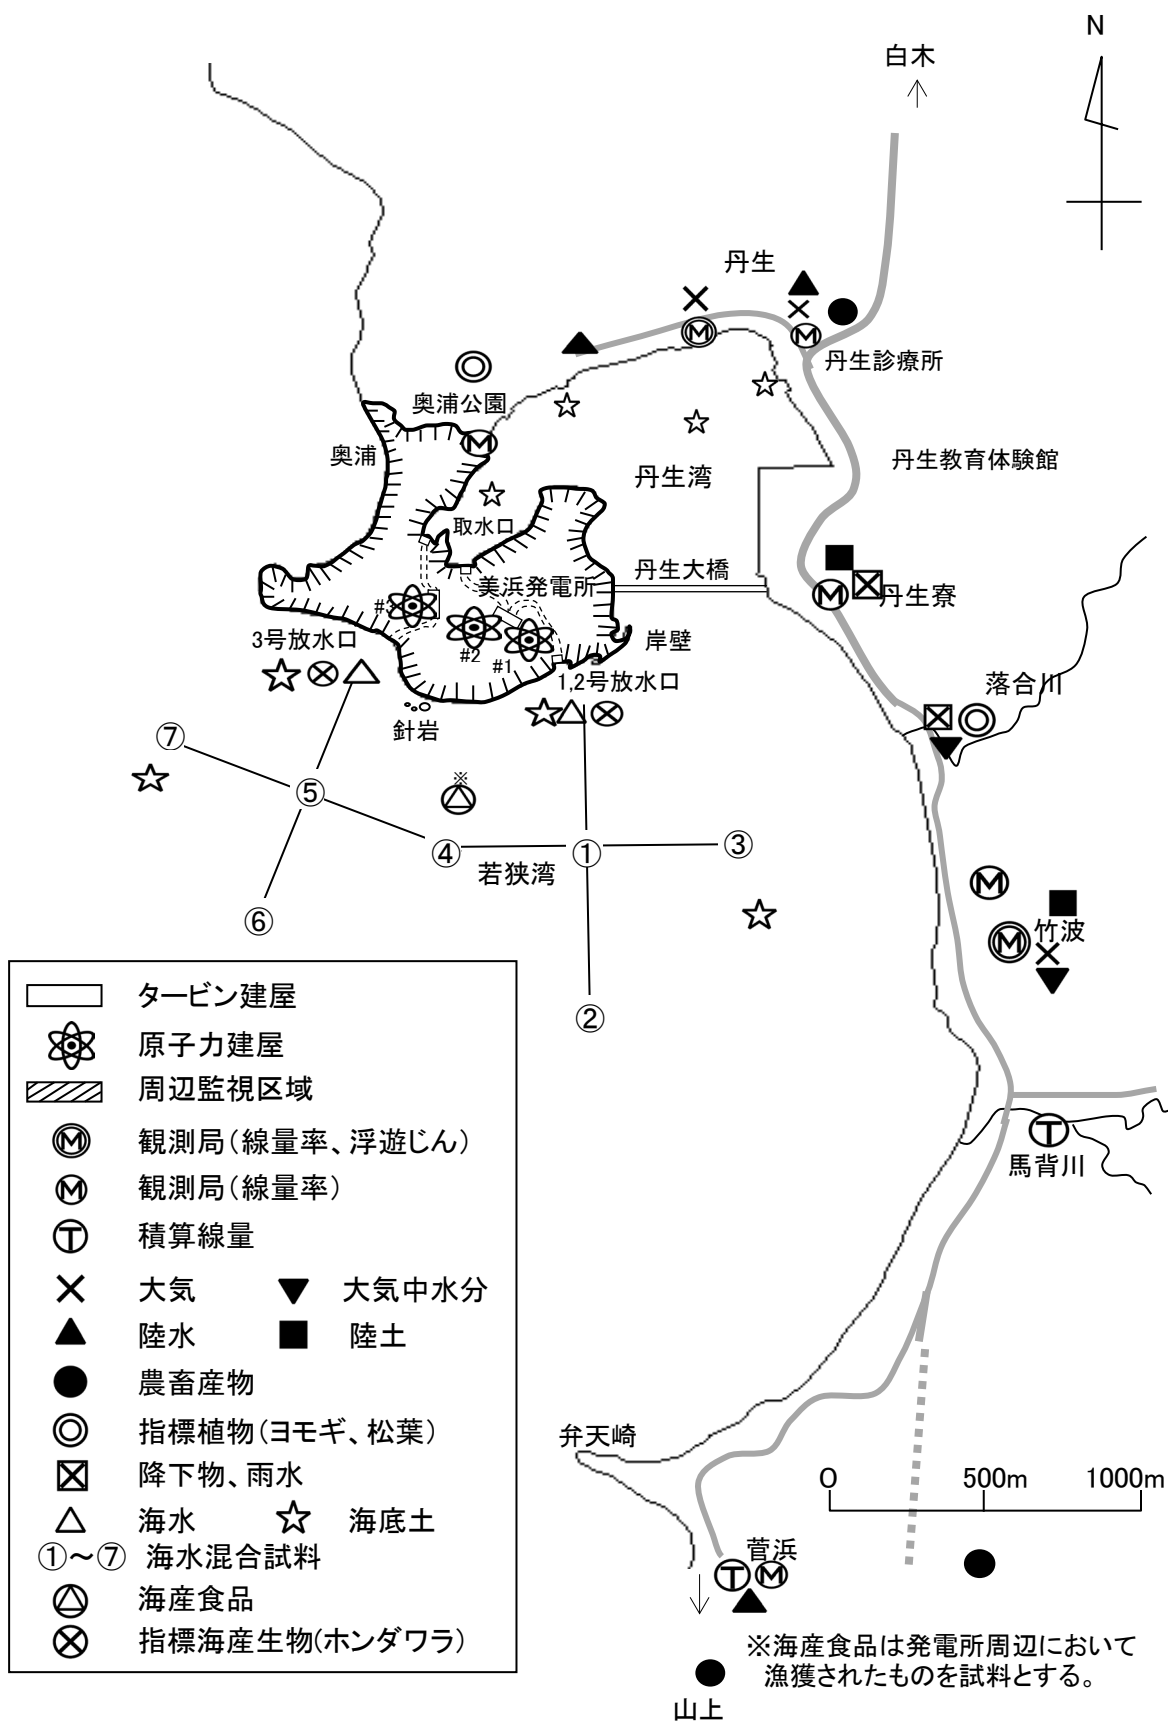 N
白木
丹生
丹生診療所
奥浦公園
奥浦
丹生湾
丹生教育体験館
取水口
美浜発電所
丹生大橋
丹生寮
#3
#2
#1
3号放水口
岸壁
1,2号放水口
落合川
針岩
⑦
※
⑤
④
①
③
若狭湾
⑥
竹波
②
タービン建屋
原子力建屋
周辺監視区域
M 観測局(線量率、浮遊じん)
M 観測局(線量率)
T 積算線量
大気 大気中水分
陸水 陸土
農畜産物
指標植物(ヨモギ、松葉)
降下物、雨水
海水 海底土
①～⑦ 海水混合試料
海産食品
指標海産生物(ホンダワラ)
M
M
M
M
M
M
T
馬背川
弁天崎
O 500m 1000m
菅浜
T M
※海産食品は発電所周辺において
漁獲されたものを試料とする。
山上